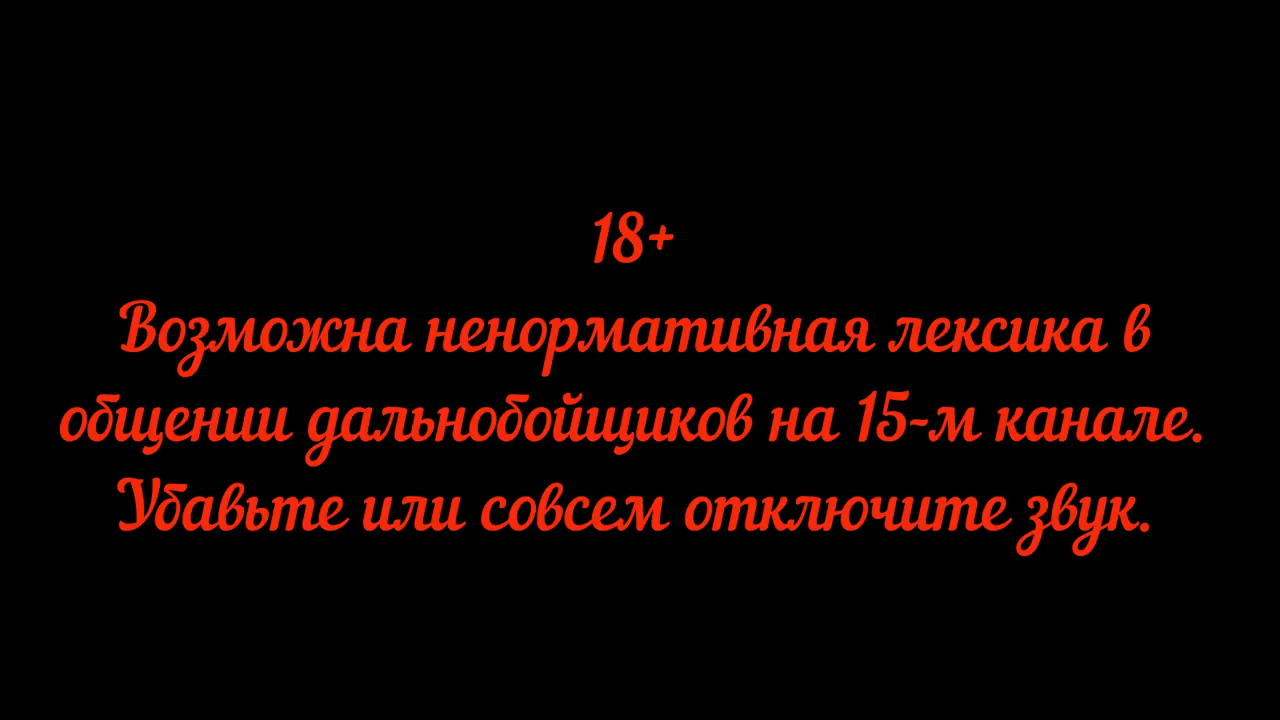 18+
Возможна ненормативная лексика в
общении дальнобойщиков на 15-м канале.
Убавьте или совсем отключите звук.